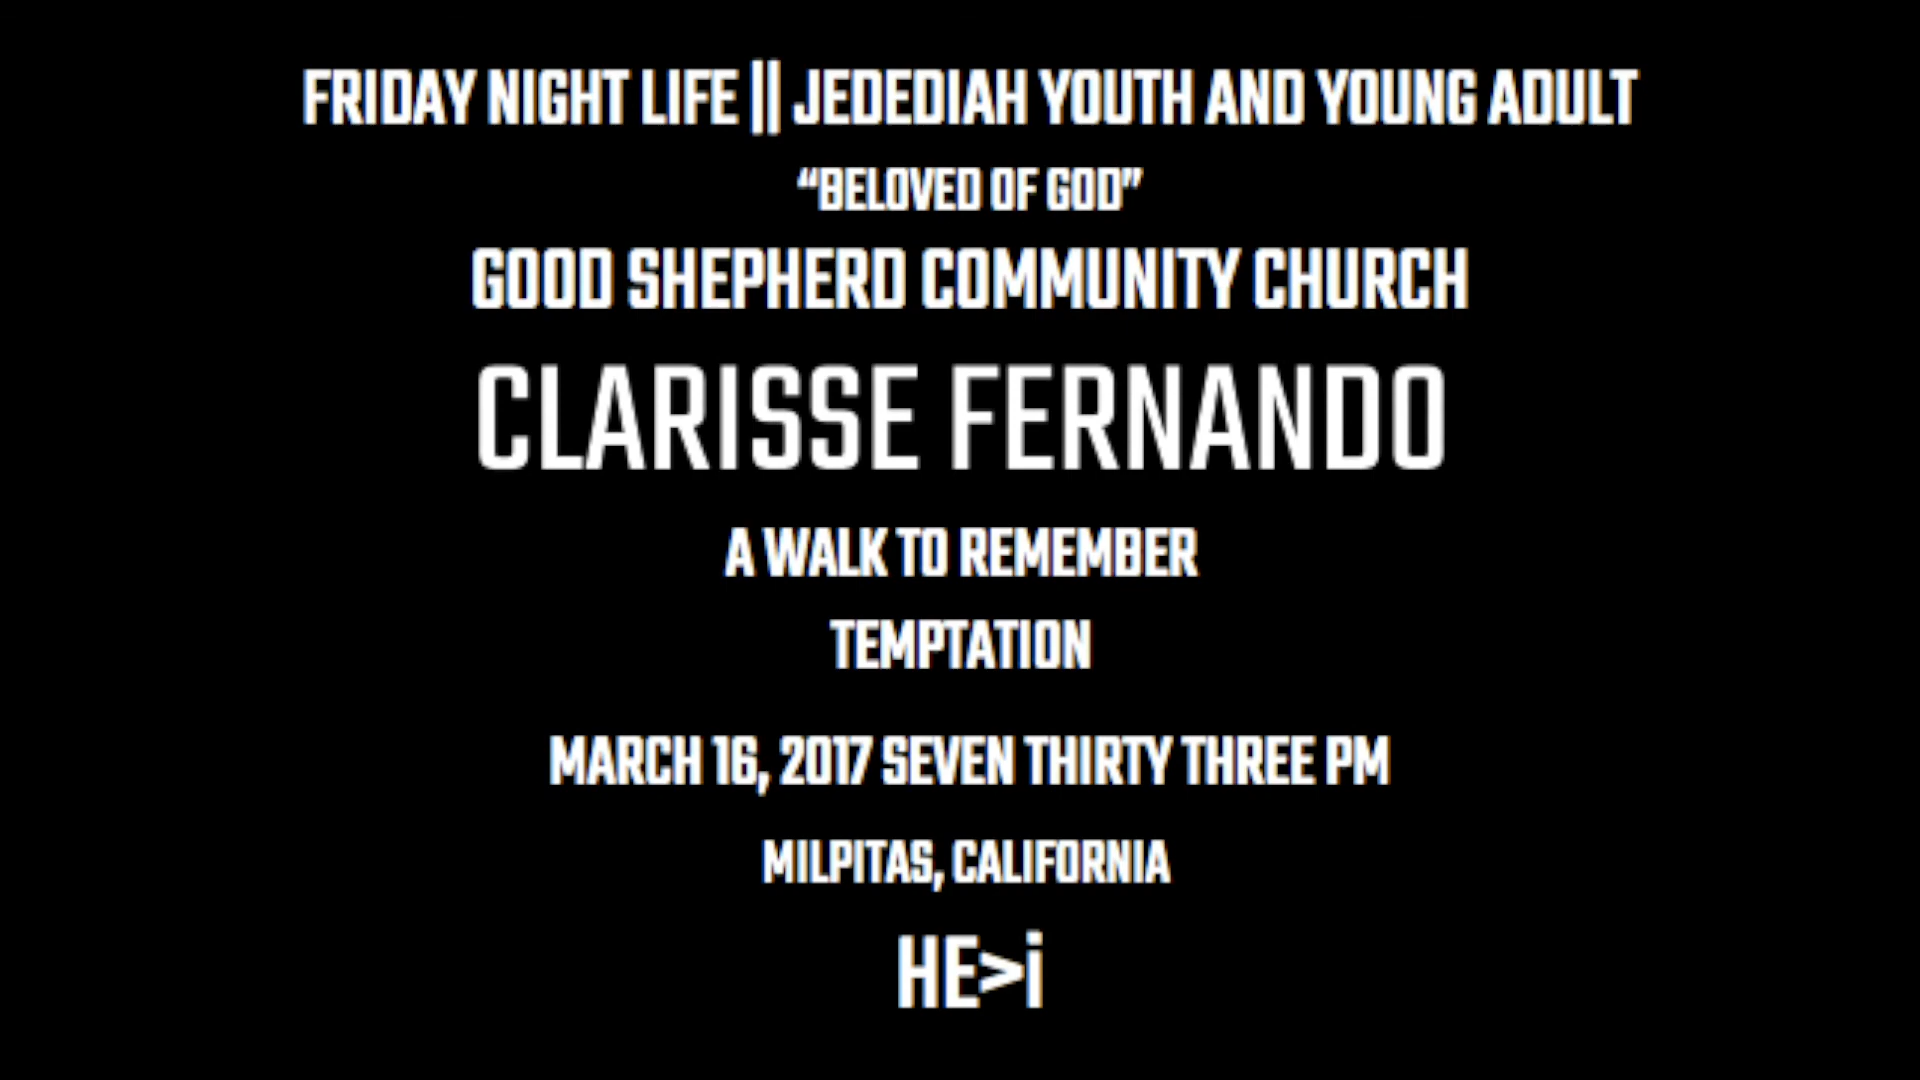 FRIDAY NIGHT LIFE || JEDEDIAH YOUTH AND YOUNG ADULT
“BELOVED OF GOD”
GOOD SHEPHERD COMMUNITY CHURCH
CLARISSE FERNANDO
A WALK TO REMEMBER
TEMPTATION
MARCH 16, 2017 SEVEN THIRTY THREE PM
MILPITAS, CALIFORNIA
HE>i